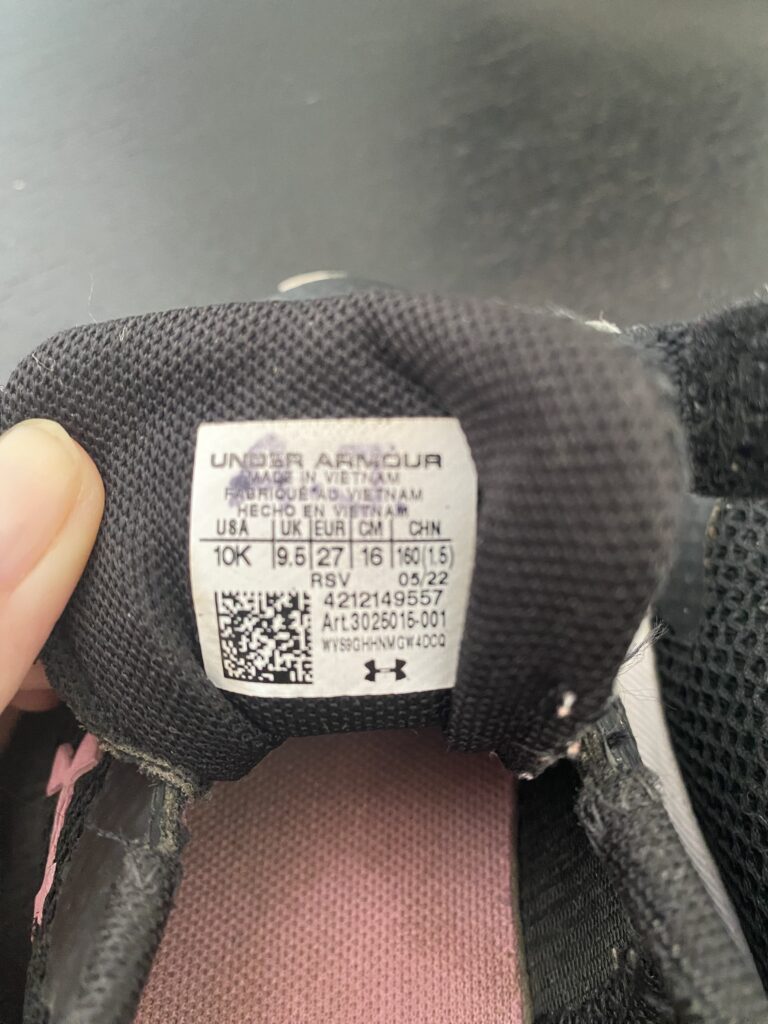 UNDER ARMOUR
MADE IN VIETNAM
FABRIQUÉ AU VIETNAM
HECHO EN VIETNAM
USA UK EUR CM CHN
10K 9.5 27 16 160(1.5)
RSV 05/22
4212149557
Art.3025015-001